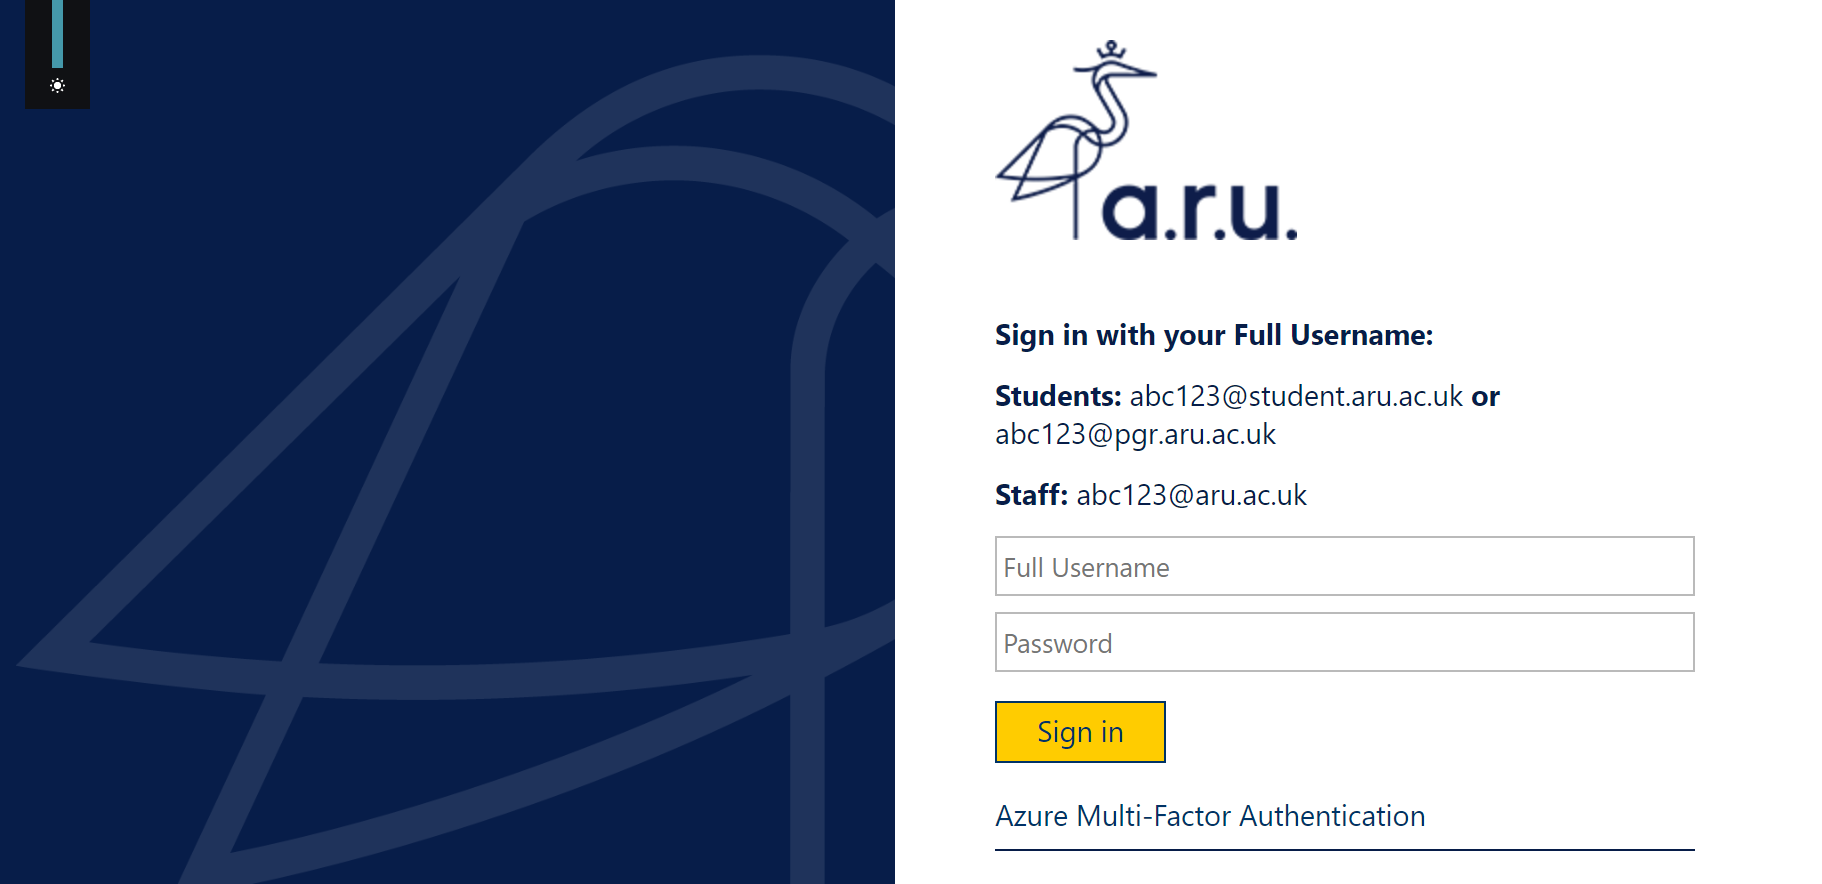 a.r.u.
Sign in with your Full Username:
Students: abc123@student.aru.ac.uk or
abc123@pgr.aru.ac.uk
Staff: abc123@aru.ac.uk
Full Username
Password
Sign in
Azure Multi-Factor Authentication